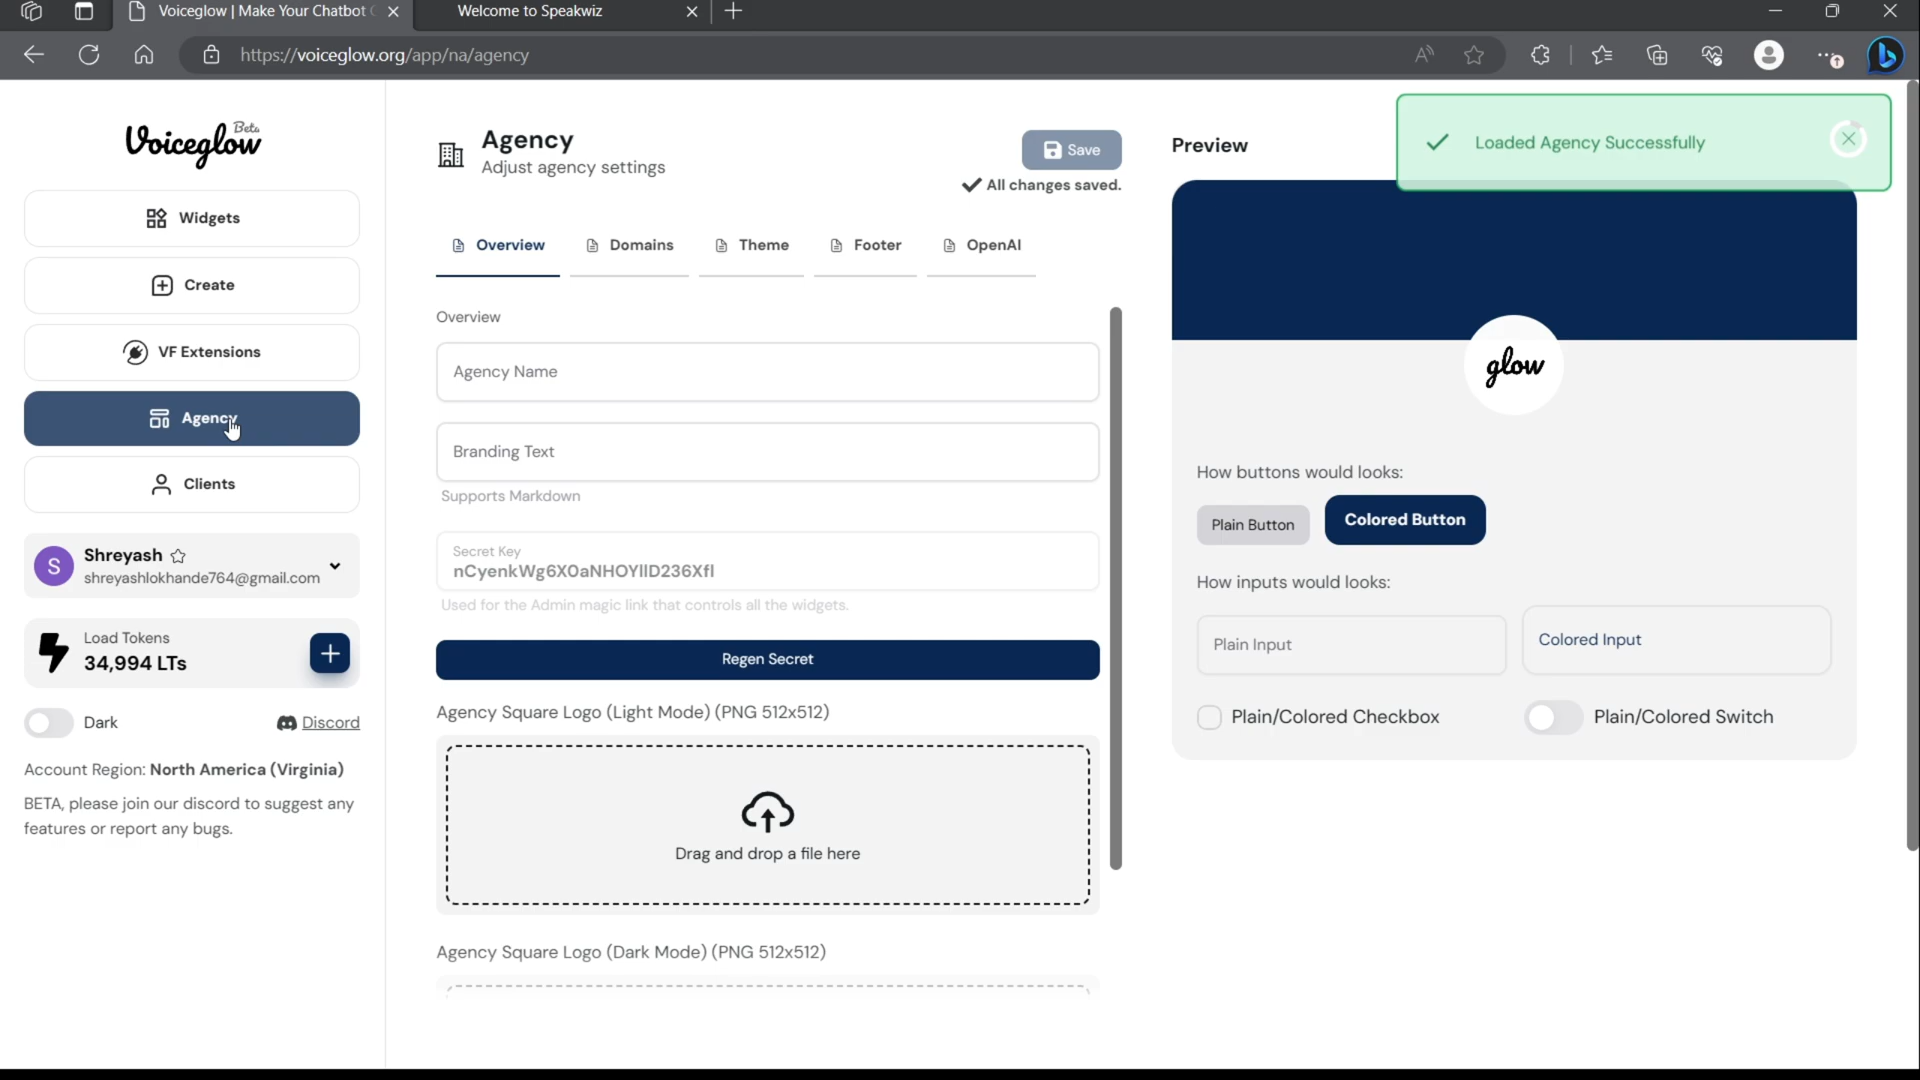 Voiceglow | Make Your Chatbot
Welcome to Speakwiz
https://voiceglow.org/app/na/agency
Voiceglow Beta
Widgets
Create
VF Extensions
Agency
Clients
S
Shreyash
shreyashlokhande764@gmail.com
Load Tokens
34,994 LTs
Dark
Discord
Account Region: North America (Virginia)
BETA, please join our discord to suggest any
features or report any bugs.
Agency
Adjust agency settings
Save
All changes saved.
Overview
Domains
Theme
Footer
OpenAI
Overview
Agency Name
Branding Text
Supports Markdown
Secret Key
nCyenkWg6X0aNHOYllD236Xfl
Used for the Admin magic link that controls all the widgets.
Regen Secret
Agency Square Logo (Light Mode) (PNG 512x512)
Drag and drop a file here
Agency Square Logo (Dark Mode) (PNG 512x512)
Preview
Loaded Agency Successfully
glow
How buttons would looks:
Plain Button
Colored Button
How inputs would looks:
Plain Input
Colored Input
Plain/Colored Checkbox
Plain/Colored Switch